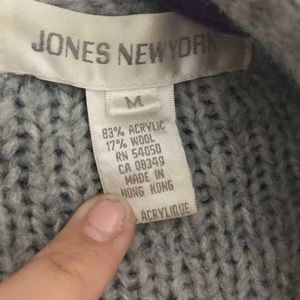 JONES NEW YORK
M
83% ACRYLIC
17% WOOL
RN 54050
CA 08349
MADE IN
HONG KONG
ACRYLIQUE